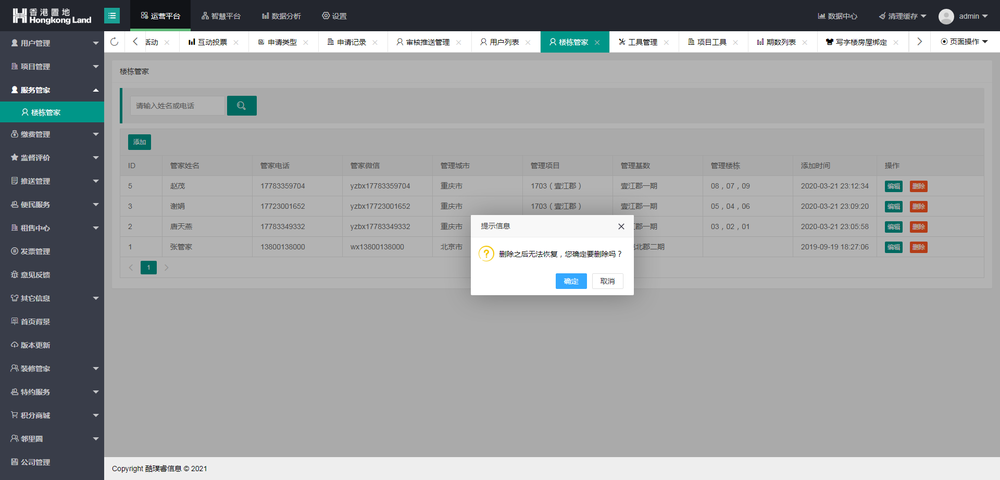 香港置地
Hongkong Land
运营平台
智慧平台
数据分析
设置
数据中心
清理缓存
admin
用户管理
项目管理
服务管家
楼栋管家
缴费管理
监督评价
推送管理
便民服务
租售中心
发票管理
意见反馈
其它信息
首页背景
版本更新
装修管家
特约服务
积分商城
邻里圈
公司管理
活动
互动投票
申请类型
申请记录
审核推送管理
用户列表
楼栋管家
工具管理
项目工具
期数列表
写字楼房屋绑定
页面操作
楼栋管家
请输入姓名或电话
添加
ID 管家姓名 管家电话 管家微信 管理城市 管理项目 管理基数 管理楼栋 添加时间 操作
5 赵茂 17783359704 yzbx17783359704 重庆市 1703（壹江郡） 壹江郡一期 08，07，09 2020-03-21 23:12:34 编辑 删除
3 谢娟 17723001652 yzbx17723001652 重庆市 1703（壹江郡） 壹江郡一期 05，04，06 2020-03-21 23:09:20 编辑 删除
2 唐天燕 17783349332 yzbx17783349332 重庆市 郡一期 03，02，01 2020-03-21 23:05:58 编辑 删除
1 张管家 13800138000 wx13800138000 北京市 北郡二期 2019-09-19 18:27:06 编辑 删除
1
提示信息
删除之后无法恢复，您确定要删除吗？
确定
取消
Copyright 酷璞睿信息 © 2021